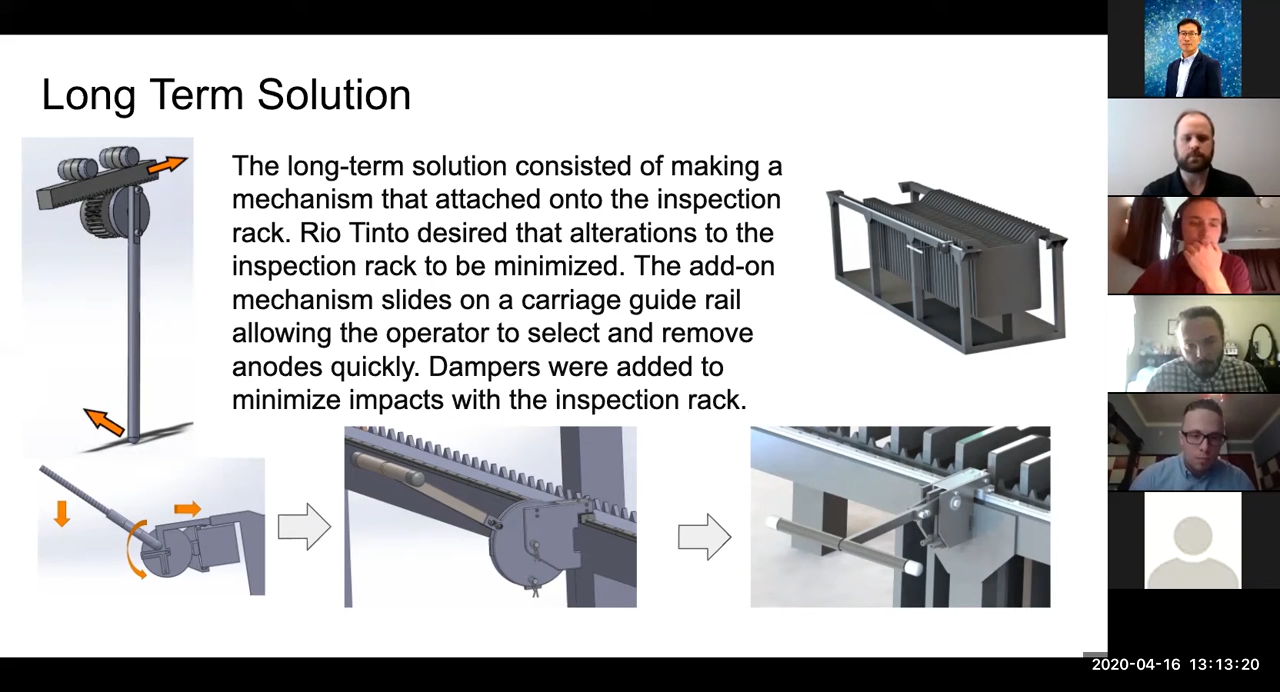 Long Term Solution
The long-term solution consisted of making a
mechanism that attached onto the inspection
rack. Rio Tinto desired that alterations to the
inspection rack to be minimized. The add-on
mechanism slides on a carriage guide rail
allowing the operator to select and remove
anodes quickly. Dampers were added to
minimize impacts with the inspection rack.
2020-04-16 13:13:20